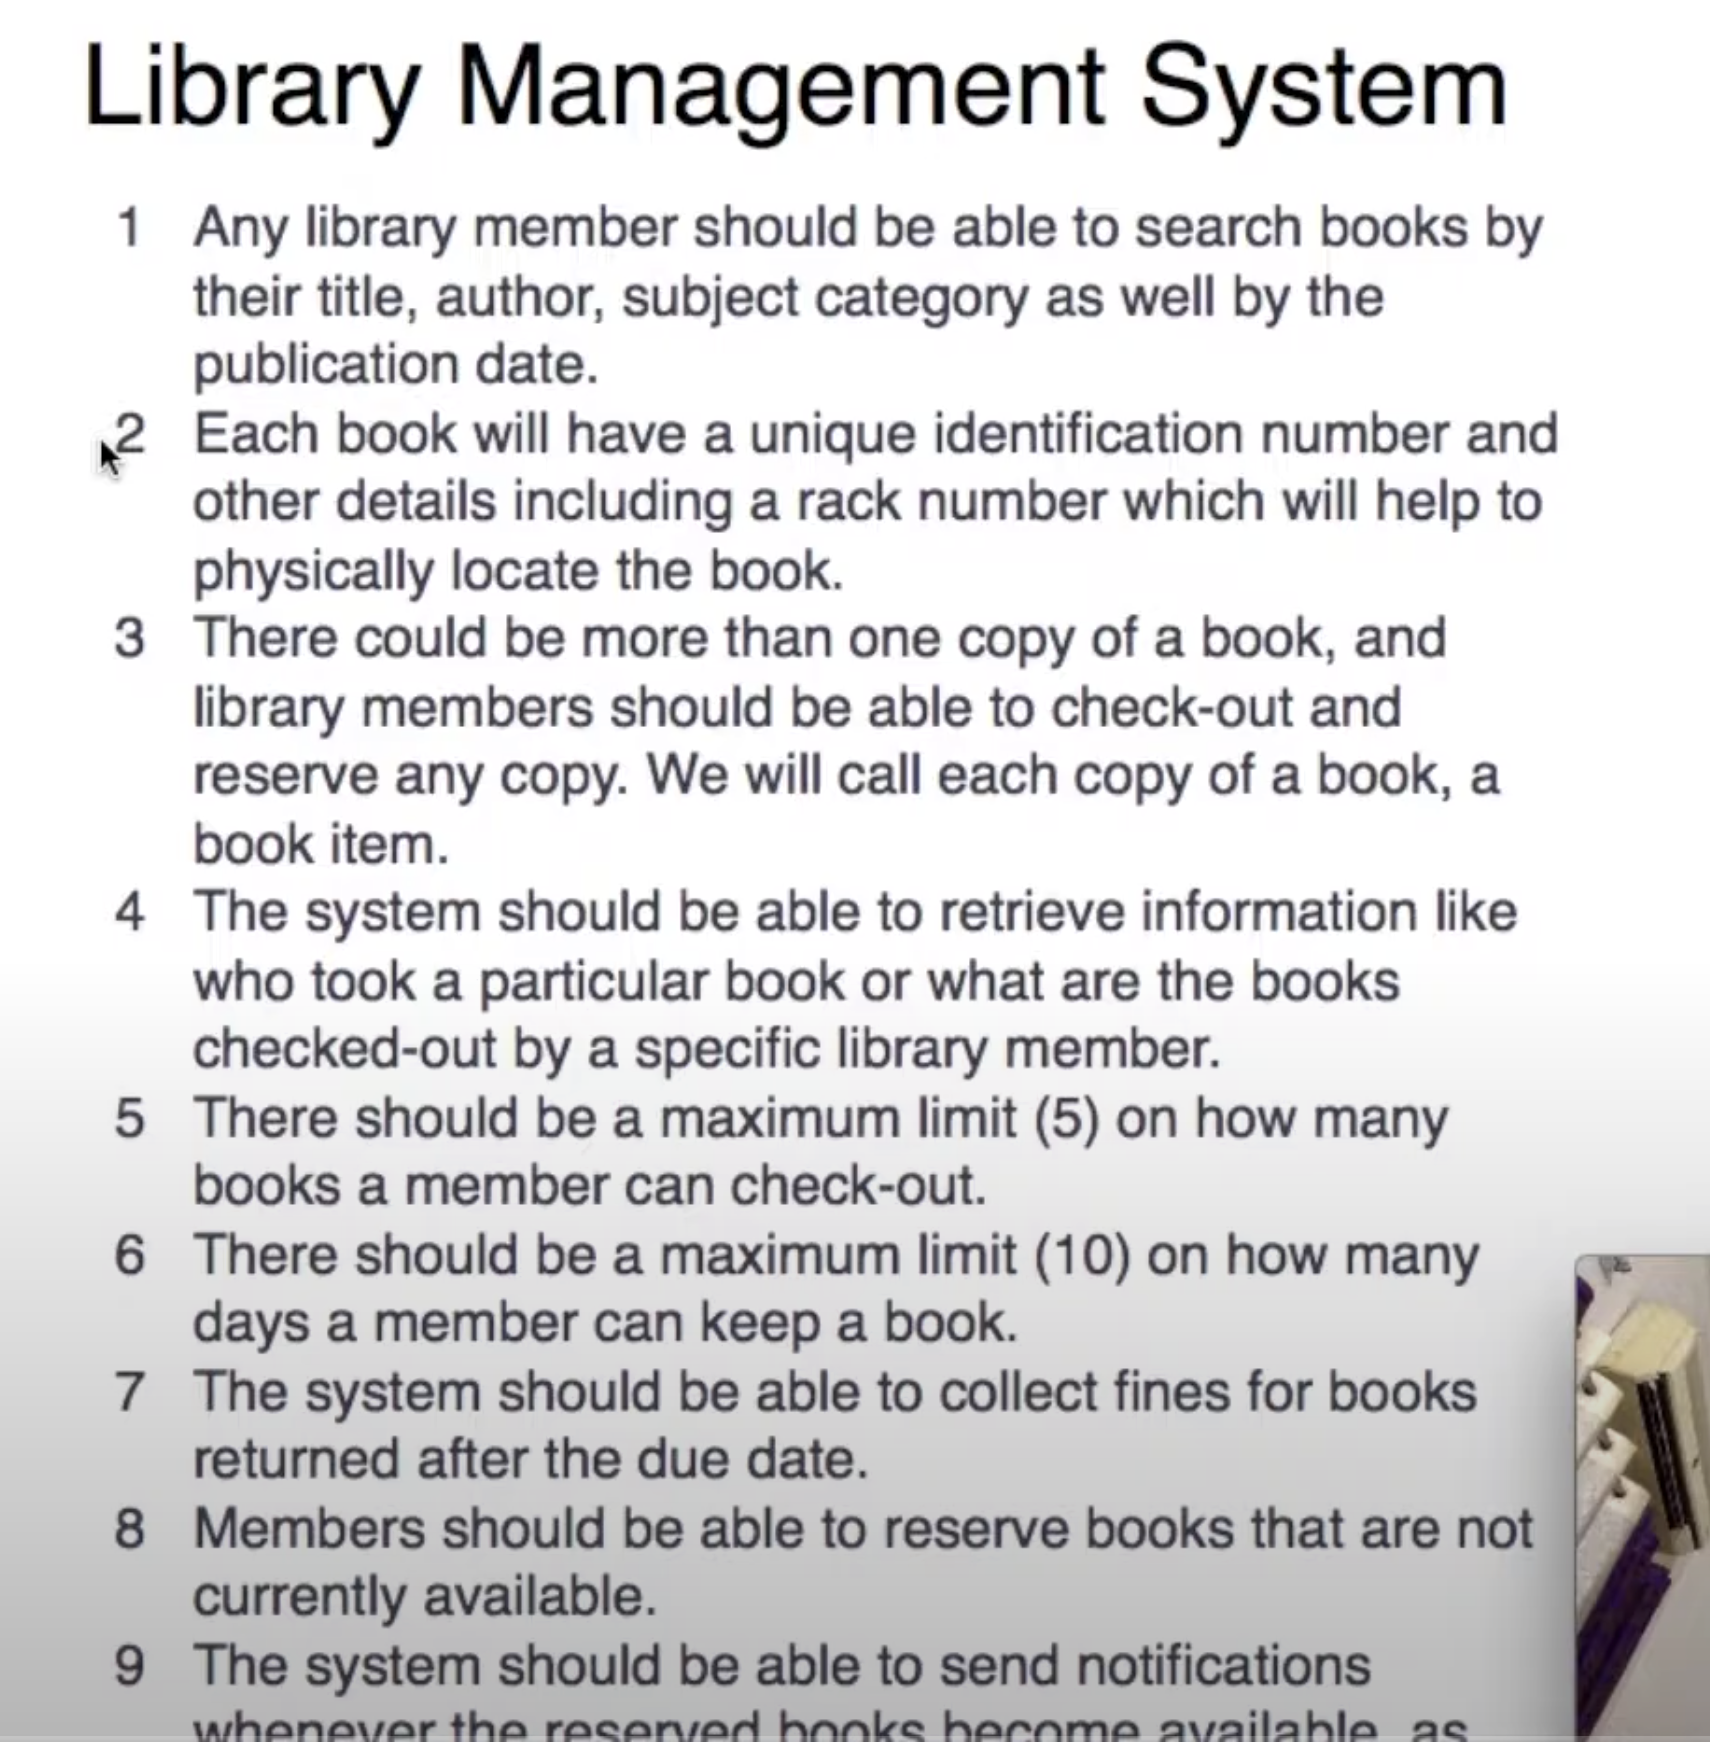 Library Management System
1 Any library member should be able to search books by
their title, author, subject category as well by the
publication date.
2 Each book will have a unique identification number and
other details including a rack number which will help to
physically locate the book.
3 There could be more than one copy of a book, and
library members should be able to check-out and
reserve any copy. We will call each copy of a book, a
book item.
4 The system should be able to retrieve information like
who took a particular book or what are the books
checked-out by a specific library member.
5 There should be a maximum limit (5) on how many
books a member can check-out.
6 There should be a maximum limit (10) on how many
days a member can keep a book.
7 The system should be able to collect fines for books
returned after the due date.
8 Members should be able to reserve books that are not
currently available.
9 The system should be able to send notifications
whenever the reserved books become available, as